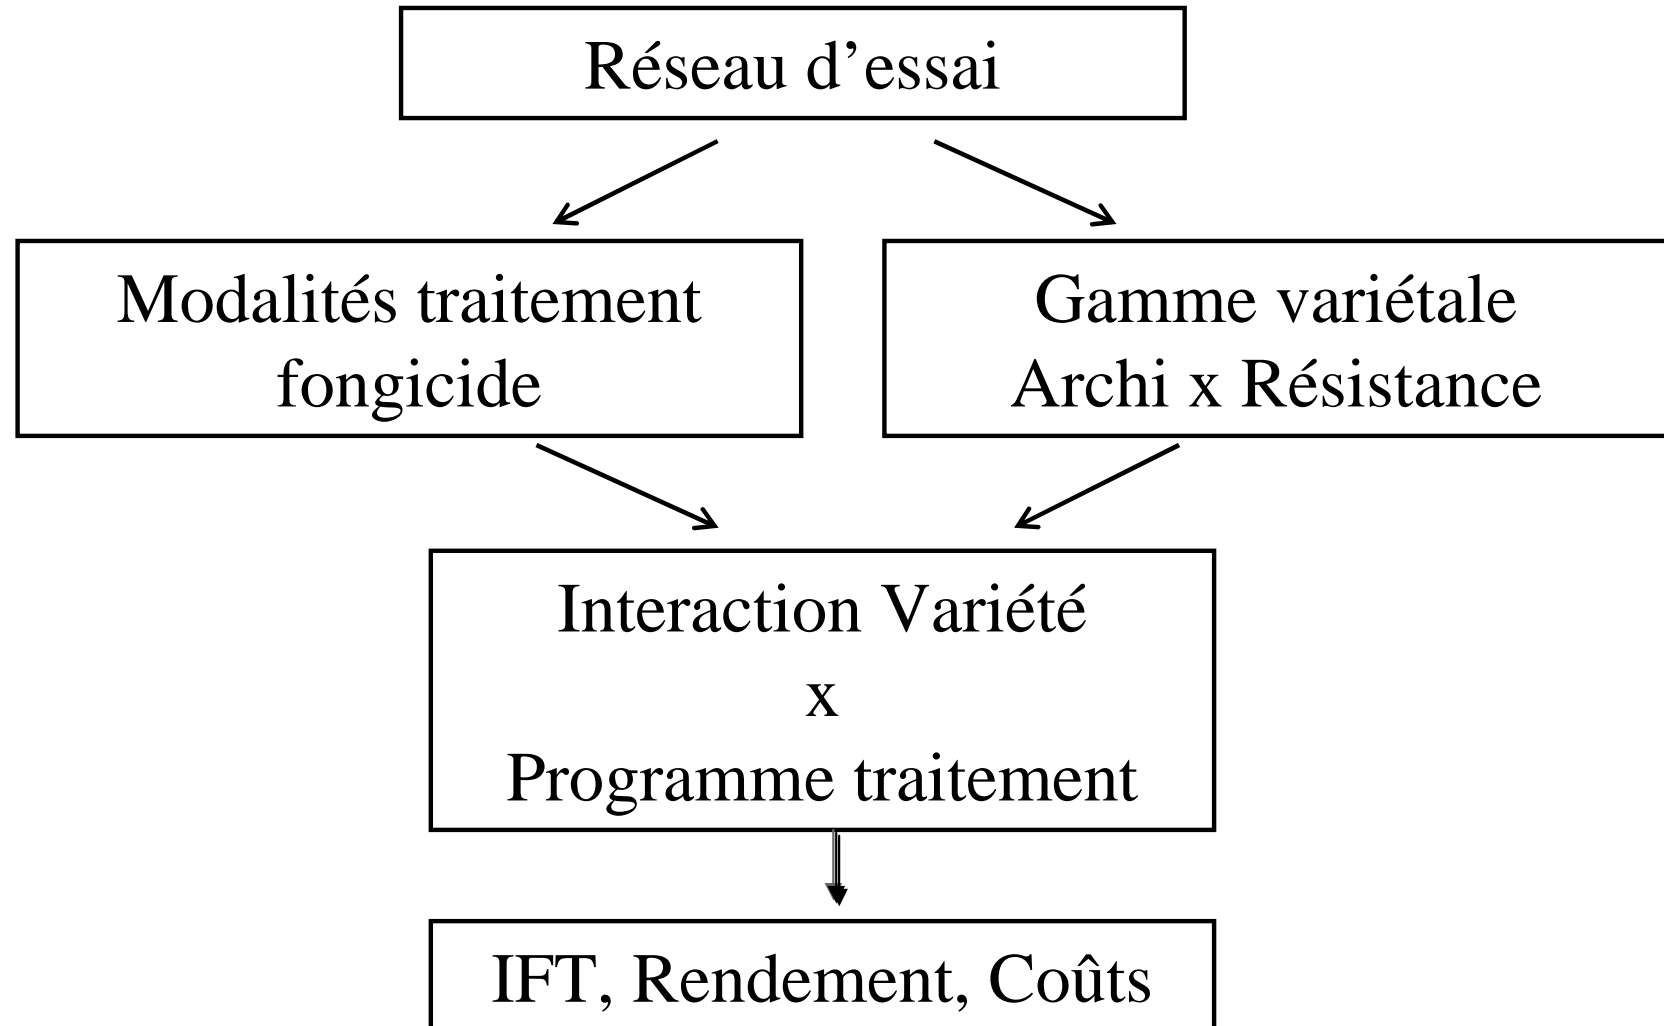 Réseau d’essai
Modalités traitement
fongicide
Gamme variétale
Archi x Résistance
Interaction Variété
x
Programme traitement
IFT, Rendement, Coûts